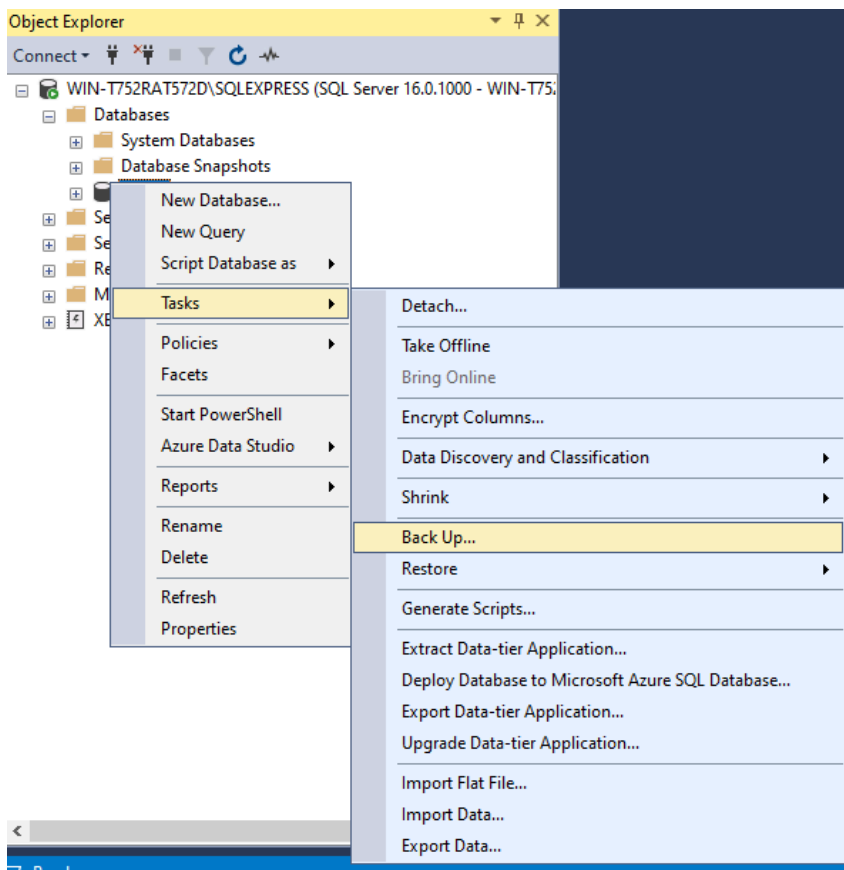 Object Explorer
Connect
WIN-T752RAT572D\SQLEXPRESS (SQL Server 16.0.1000 - WIN-T75
Databases
System Databases
Database Snapshots
Se
Se
Re
M
XE
New Database...
New Query
Script Database as
Tasks
Policies
Facets
Start PowerShell
Azure Data Studio
Reports
Rename
Delete
Refresh
Properties
Detach...
Take Offline
Bring Online
Encrypt Columns...
Data Discovery and Classification
Shrink
Back Up...
Restore
Generate Scripts...
Extract Data-tier Application...
Deploy Database to Microsoft Azure SQL Database...
Export Data-tier Application...
Upgrade Data-tier Application...
Import Flat File...
Import Data...
Export Data...